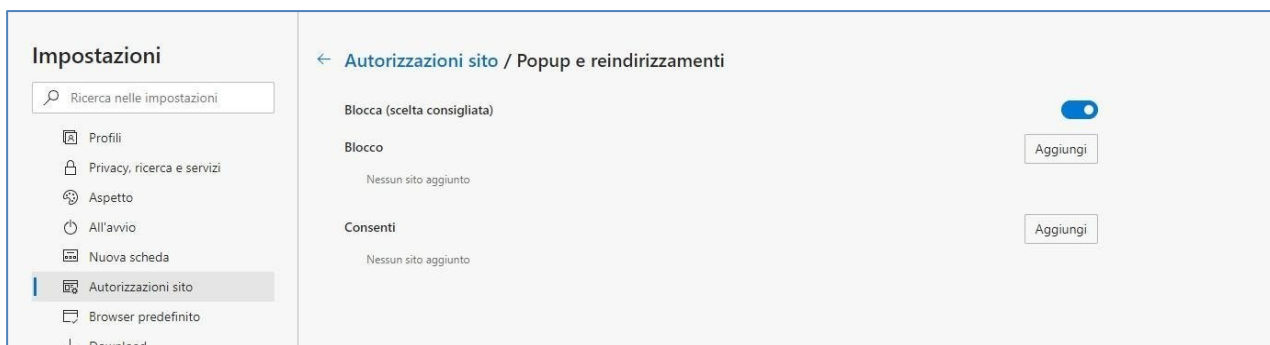 Impostazioni
Ricerca nelle impostazioni
Profili
Privacy, ricerca e servizi
Aspetto
All'avvio
Nuova scheda
Autorizzazioni sito
Browser predefinito
Download
← Autorizzazioni sito / Popup e reindirizzamenti
Blocca (scelta consigliata)
Blocco
Aggiungi
Nessun sito aggiunto
Consenti
Aggiungi
Nessun sito aggiunto